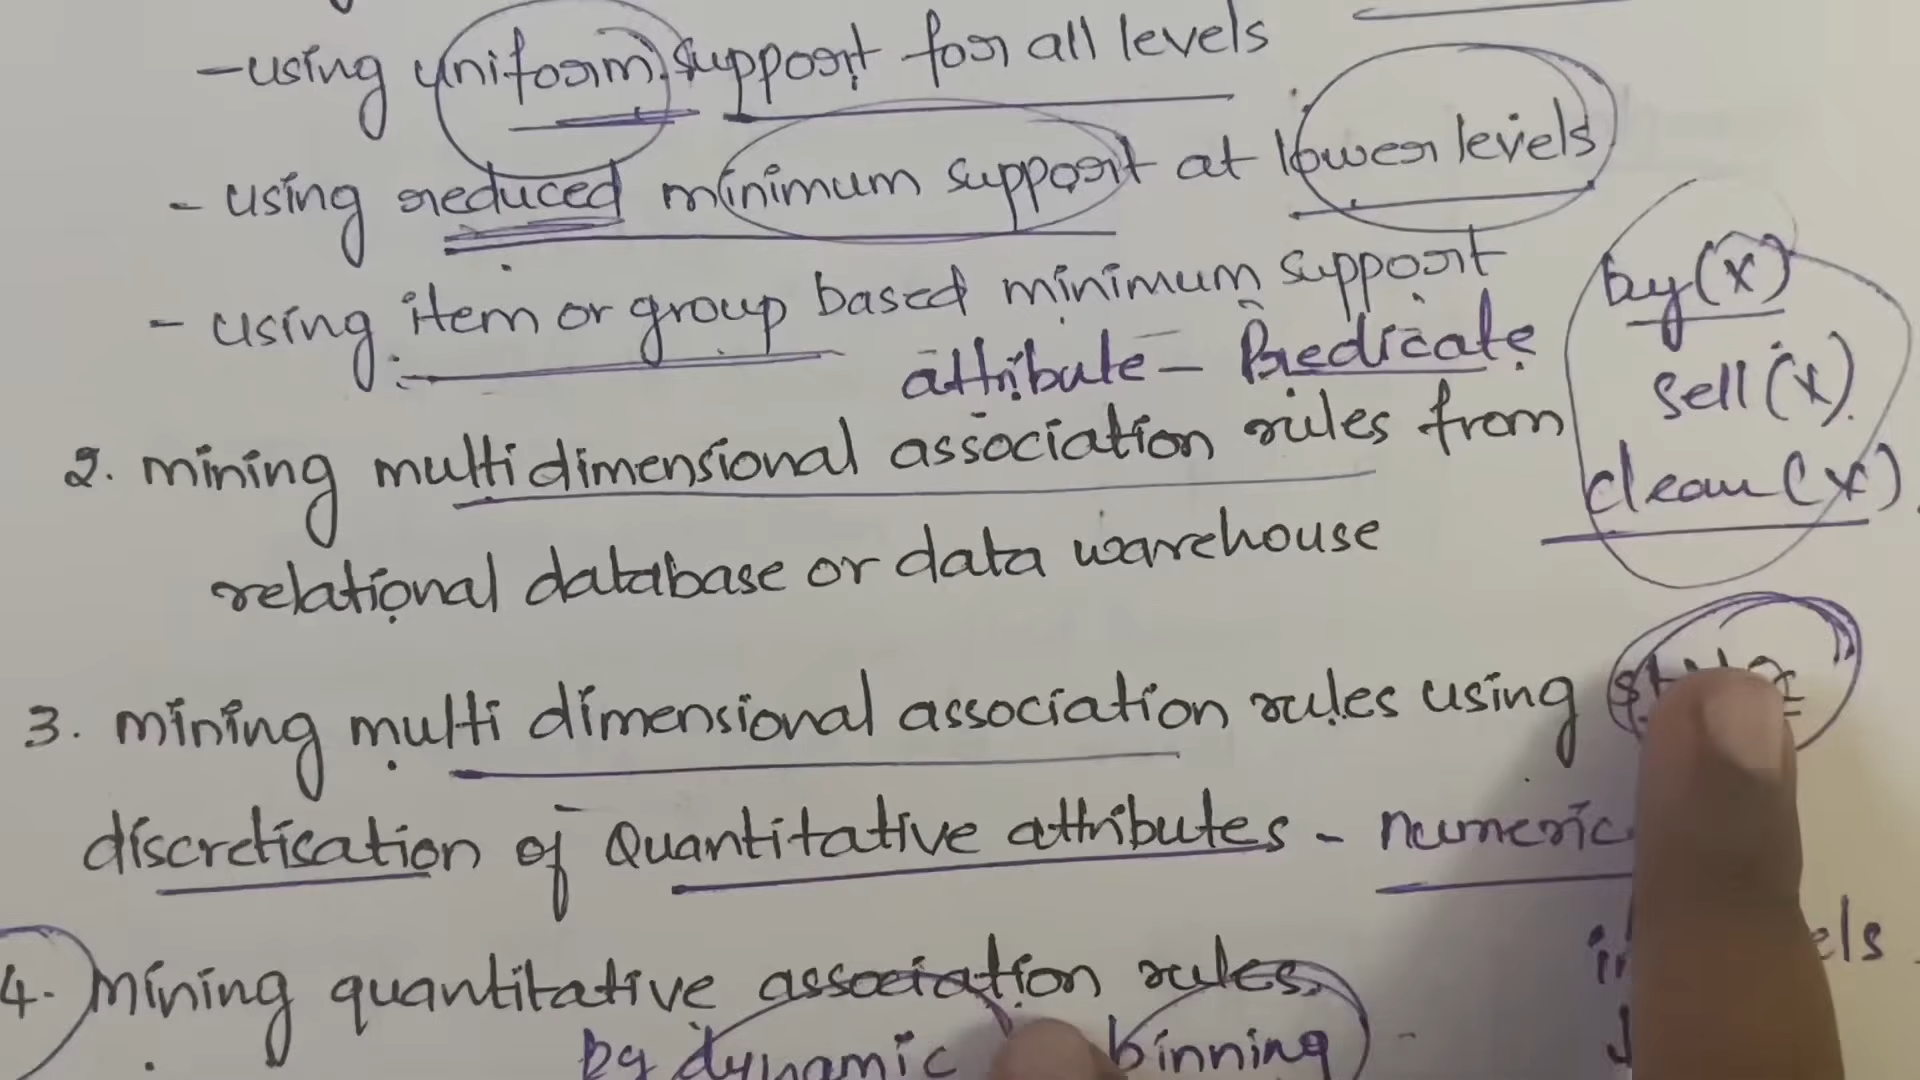 -using uniform support for all levels
- using reduced minimum support at lower levels
- using item or group based minimum support
attribute - Predicate
by(x)
sell(x).
clean(x).
2. mining multidimensional association rules from
relational database or data warehouse
3. mining multi dimensional association rules using
discretisation of Quantitative attributes - numeric
4. mining quantitative association rules.
by dynamic binning